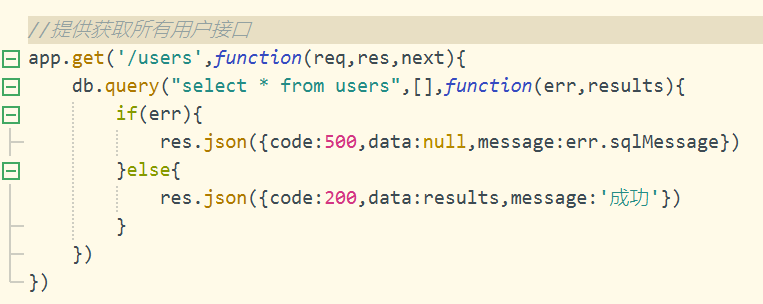 //提供获取所有用户接口
app.get('/users',function(req,res,next){
    db.query("select * from users",[],function(err,results){
        if(err){
            res.json({code:500,data:null,message:err.sqlMessage})
        }else{
            res.json({code:200,data:results,message:'成功'})
        }
    })
})